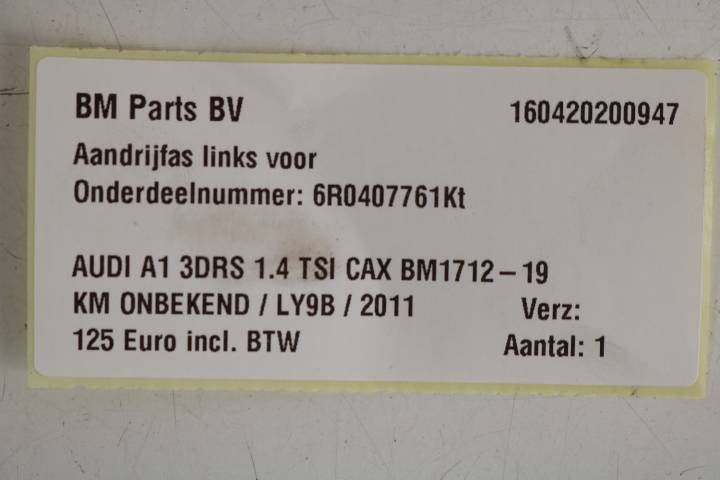 BM Parts BV 160420200947
Aandrijfas links voor
Onderdeelnummer: 6R0407761Kt
AUDI A1 3DRS 1.4 TSI CAX BM1712-19
KM ONBEKEND / LY9B / 2011 Verz:
125 Euro incl. BTW Aantal: 1